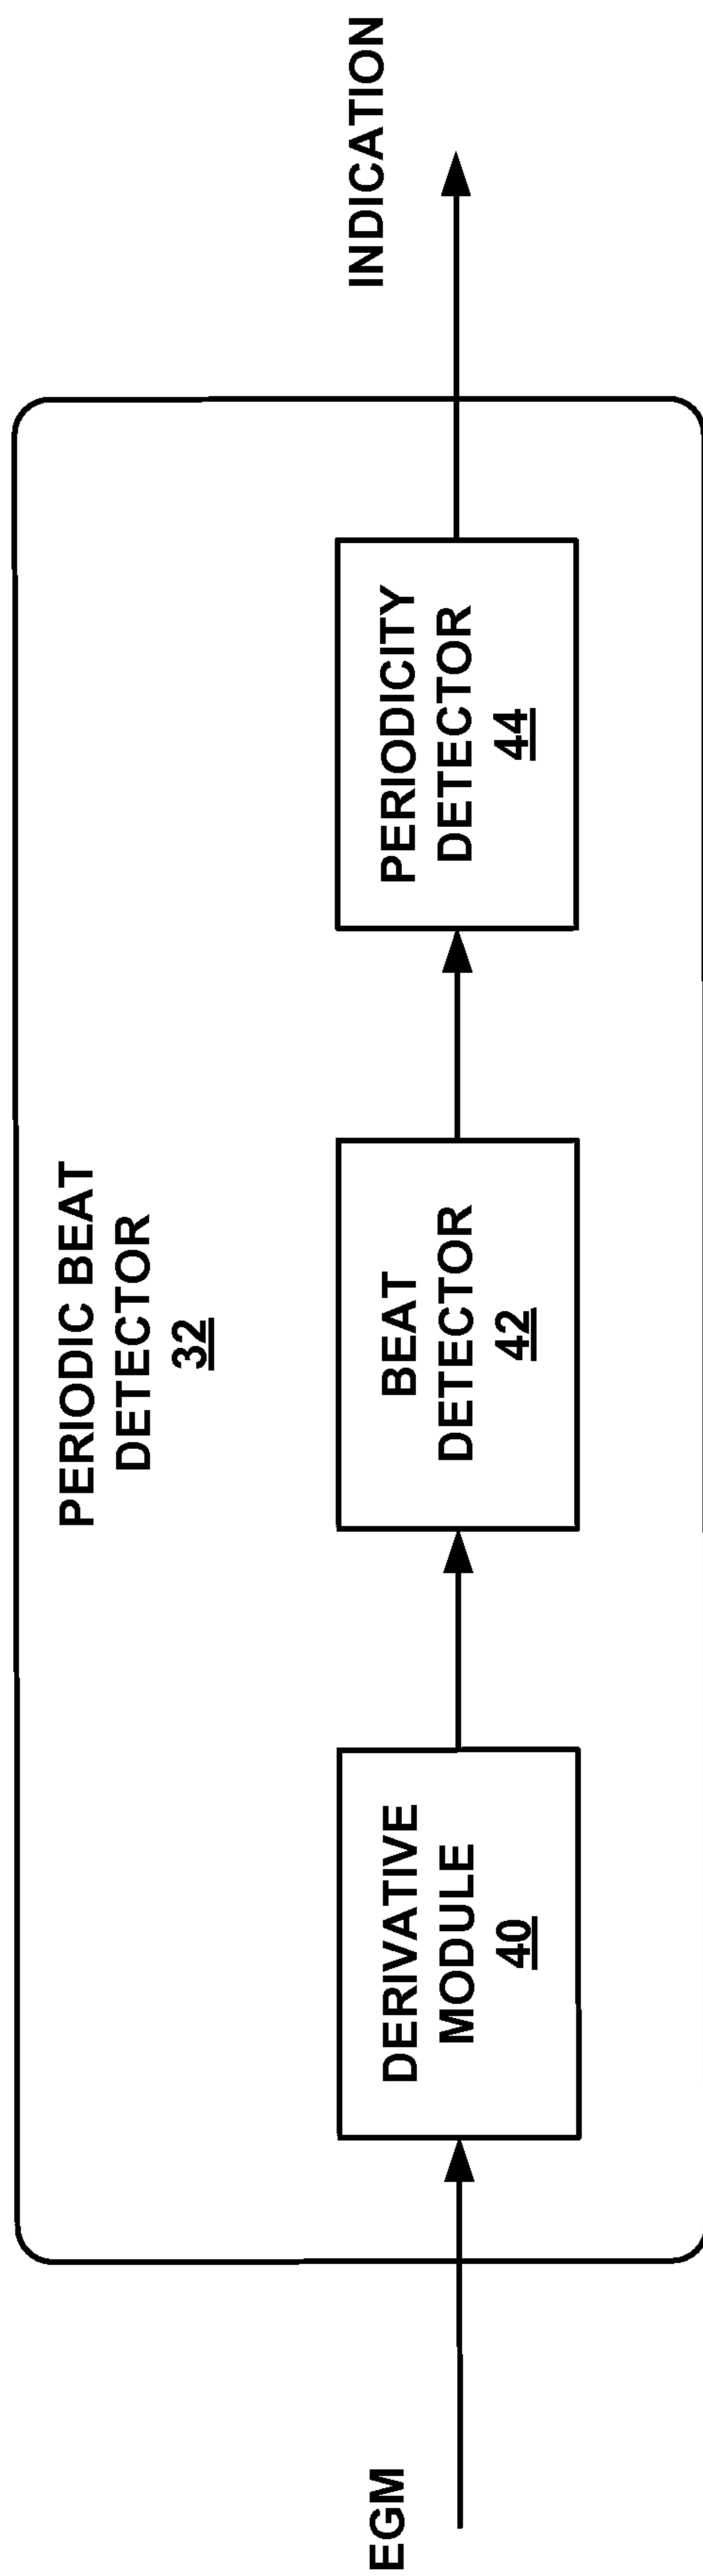 PERIODIC BEAT
DETECTOR
32
EGM
DERIVATIVE
MODULE
40
BEAT
DETECTOR
42
PERIODICITY
DETECTOR
44
INDICATION